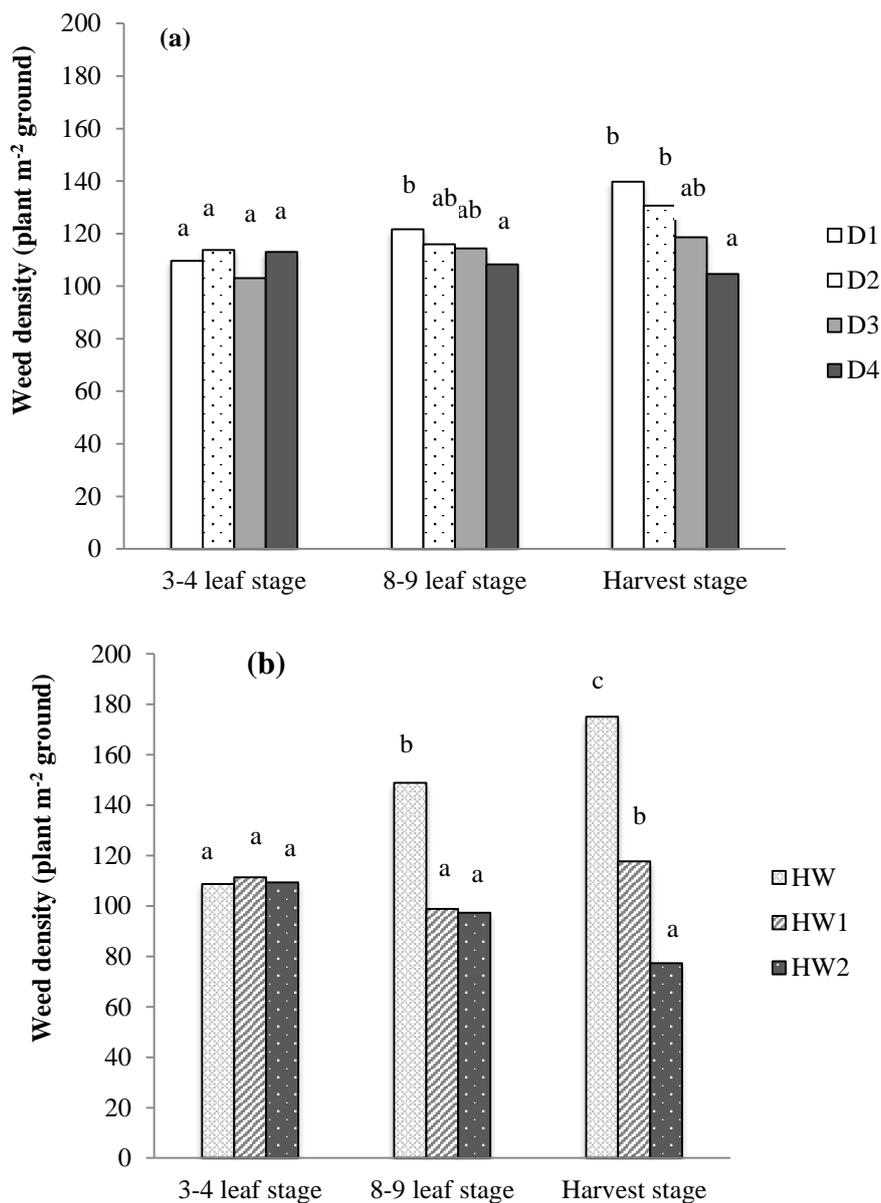 (a)
Weed density (plant m⁻² ground)
200
180
160
140
120
100
80
60
40
20
0
a
a
a
a
b
ab
ab
a
b
b
ab
a
3-4 leaf stage
8-9 leaf stage
Harvest stage
D1
D2
D3
D4
(b)
Weed density (plant m⁻² ground)
200
180
160
140
120
100
80
60
40
20
0
a
a
a
b
a
a
c
b
a
3-4 leaf stage
8-9 leaf stage
Harvest stage
HW
HW1
HW2